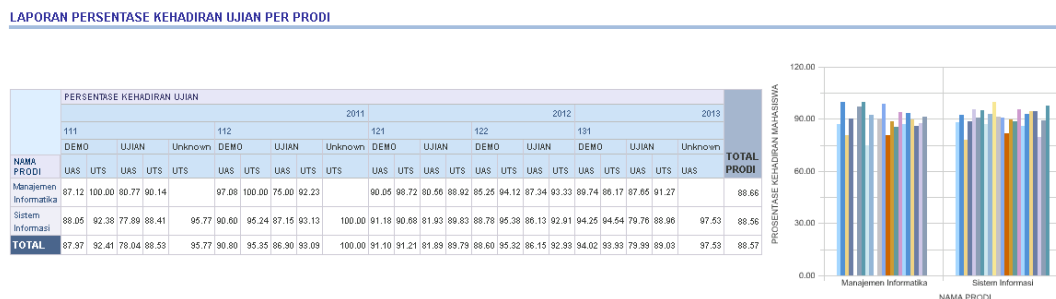 LAPORAN PERSENTASE KEHADIRAN UJIAN PER PRODI
PERSENTASE KEHADIRAN UJIAN
2011 2012 2013
111 112 121 122 131
DEMO UJIAN Unknown DEMO UJIAN Unknown DEMO UJIAN DEMO UJIAN DEMO UJIAN Unknown
NAMA PRODI UAS UTS UAS UTS UTS UAS UTS UAS UTS UTS UAS UTS UAS UTS UAS UTS UAS UTS UAS UTS UAS UTS UAS TOTAL PRODI
Manajemen Informatika 87.12 100.00 80.77 90.14 97.08 100.00 75.00 92.23 90.05 98.72 80.56 88.92 85.25 94.12 87.34 93.33 89.74 86.17 87.65 91.27 88.66
Sistem Informasi 88.05 92.38 77.89 88.41 95.77 90.60 95.24 87.15 93.13 100.00 91.18 90.68 81.93 89.83 88.78 95.38 86.13 92.91 94.25 94.54 79.76 88.96 97.53 88.56
TOTAL 87.97 92.41 78.04 88.53 95.77 90.80 95.35 86.90 93.09 100.00 91.10 91.21 81.89 89.79 88.60 95.32 86.15 92.93 94.02 93.93 79.99 89.03 97.53 88.57
PROSENTASE KEHADIRAN MAHASISWA
120.00
90.00
60.00
30.00
0.00
Manajemen Informatika Sistem Informasi
NAMA PRODI